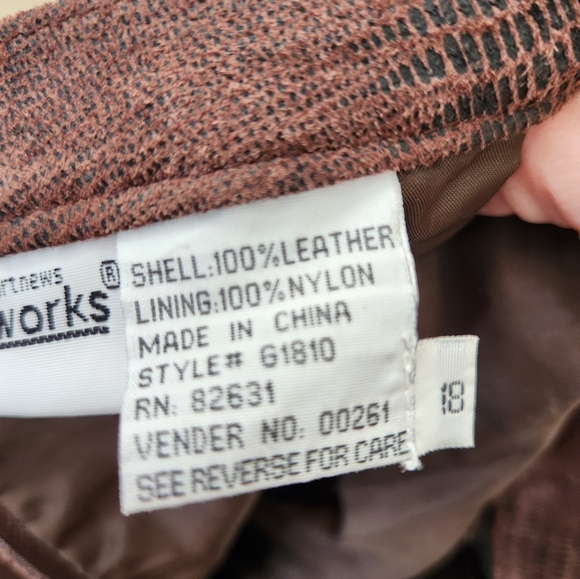 artnews
works®
SHELL:100%LEATHER
LINING:100%NYLON
MADE IN CHINA
STYLE# G1810
RN: 82631
VENDER NO: 00261
SEE REVERSE FOR CARE
18